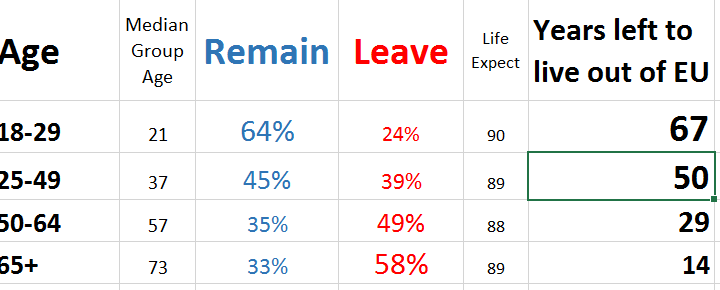 Age Median Group Age Remain Leave Life Expect Years left to live out of EU
18-29 21 64% 24% 90 67
25-49 37 45% 39% 89 50
50-64 57 35% 49% 88 29
65+ 73 33% 58% 89 14